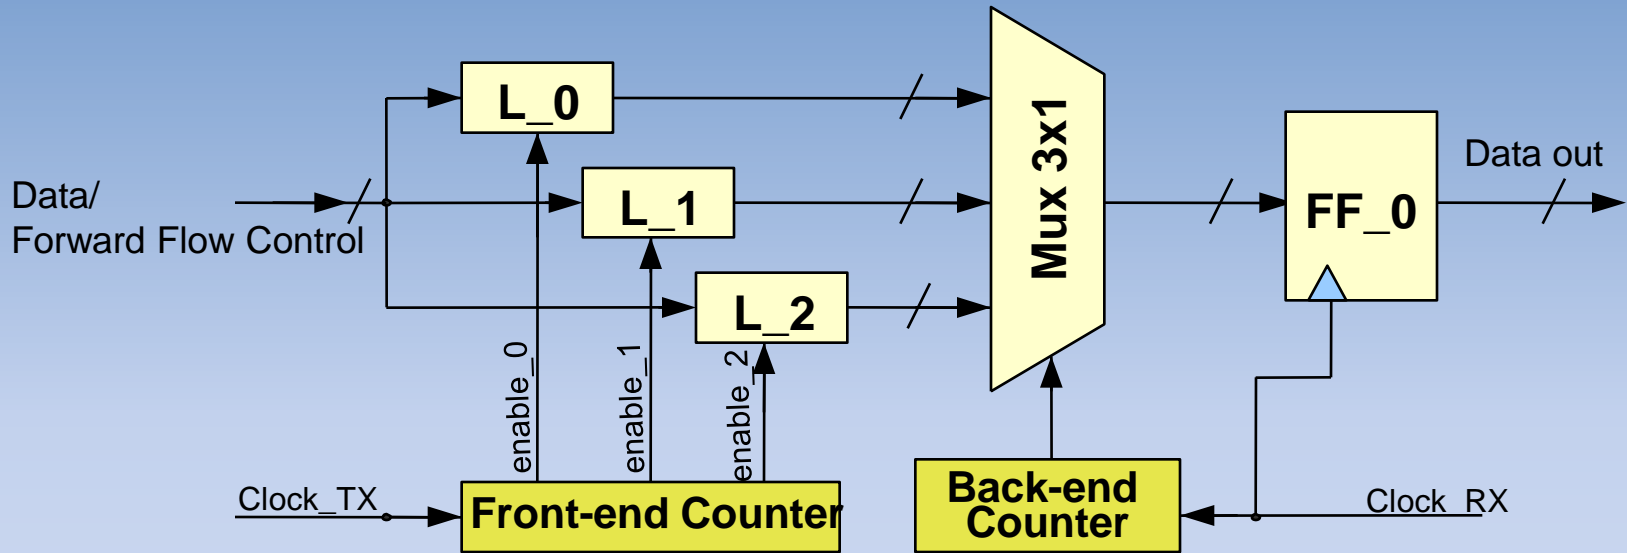 L_0
Mux 3x1
Data out
Data/
Forward Flow Control
L_1
FF_0
L_2
enable_0
enable_1
enable_2
Clock_TX
Front-end Counter
Back-end
Counter
Clock_RX